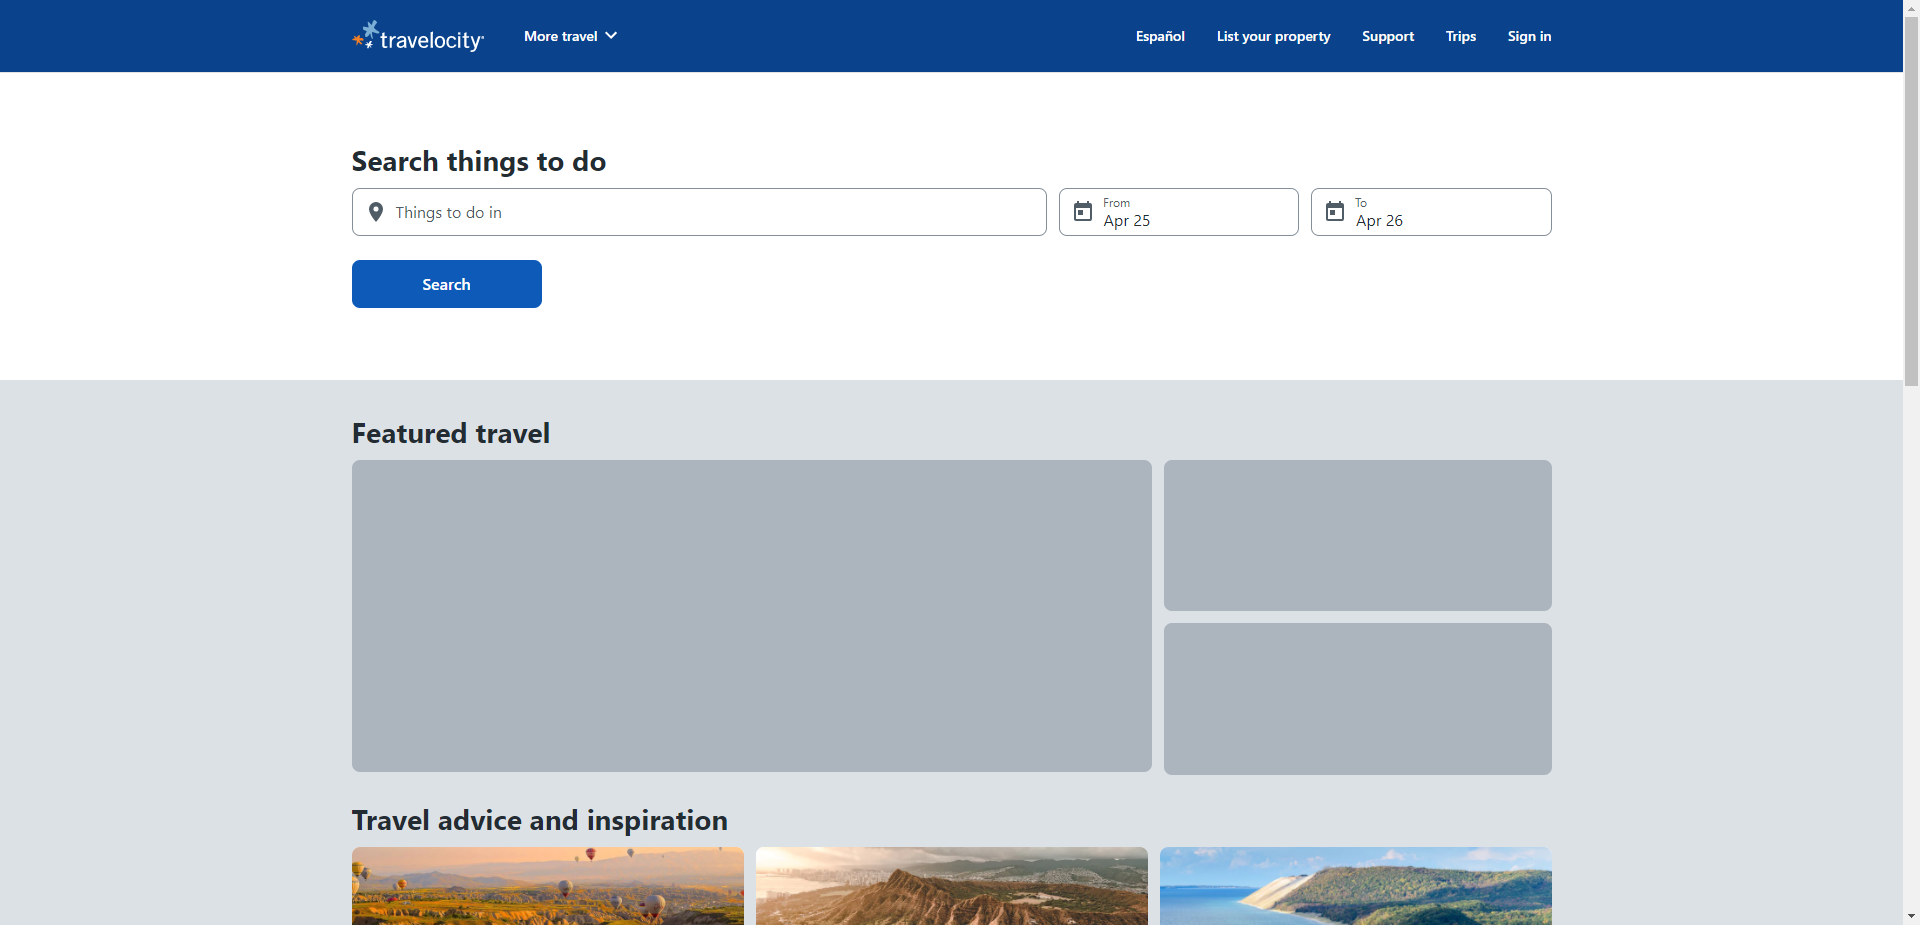 travelocity
More travel
Español
List your property
Support
Trips
Sign in
Search things to do
Things to do in
From
Apr 25
To
Apr 26
Search
Featured travel
Travel advice and inspiration